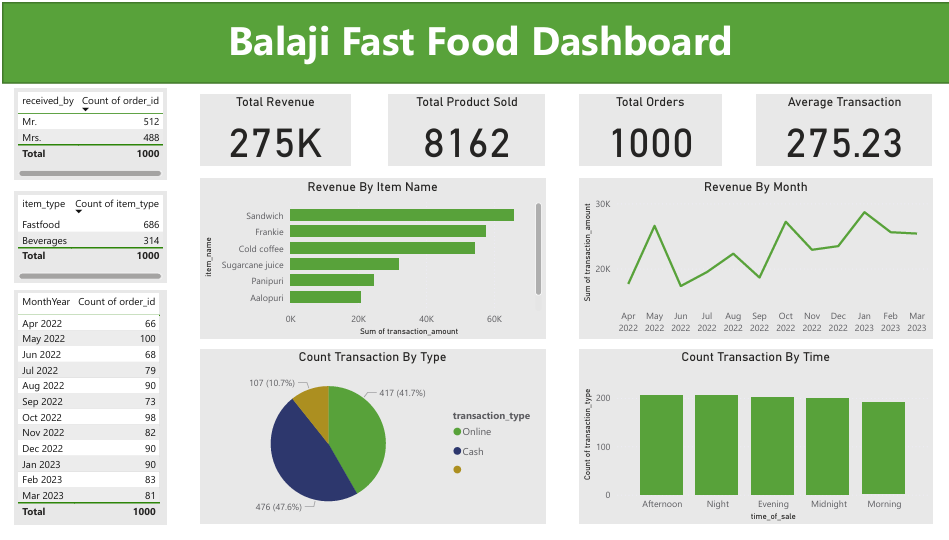 Balaji Fast Food Dashboard
received_by Count of order_id
Mr. 512
Mrs. 488
Total 1000
item_type Count of item_type
Fastfood 686
Beverages 314
Total 1000
MonthYear Count of order_id
Apr 2022 66
May 2022 100
Jun 2022 68
Jul 2022 79
Aug 2022 90
Sep 2022 73
Oct 2022 98
Nov 2022 82
Dec 2022 90
Jan 2023 90
Feb 2023 83
Mar 2023 81
Total 1000
Total Revenue
275K
Total Product Sold
8162
Total Orders
1000
Average Transaction
275.23
Revenue By Item Name
item_name
Sandwich
Frankie
Cold coffee
Sugarcane juice
Panipuri
Aalopuri
0K 20K 40K 60K
Sum of transaction_amount
Revenue By Month
Sum of transaction_amount
30K
20K
Apr May Jun Jul Aug Sep Oct Nov Dec Jan Feb Mar
2022 2022 2022 2022 2022 2022 2022 2022 2022 2023 2023 2023
Count Transaction By Type
107 (10.7%)
417 (41.7%)
476 (47.6%)
transaction_type
Online
Cash
Count Transaction By Time
Count of transaction_type
200
100
0
Afternoon Night Evening Midnight Morning
time_of_sale